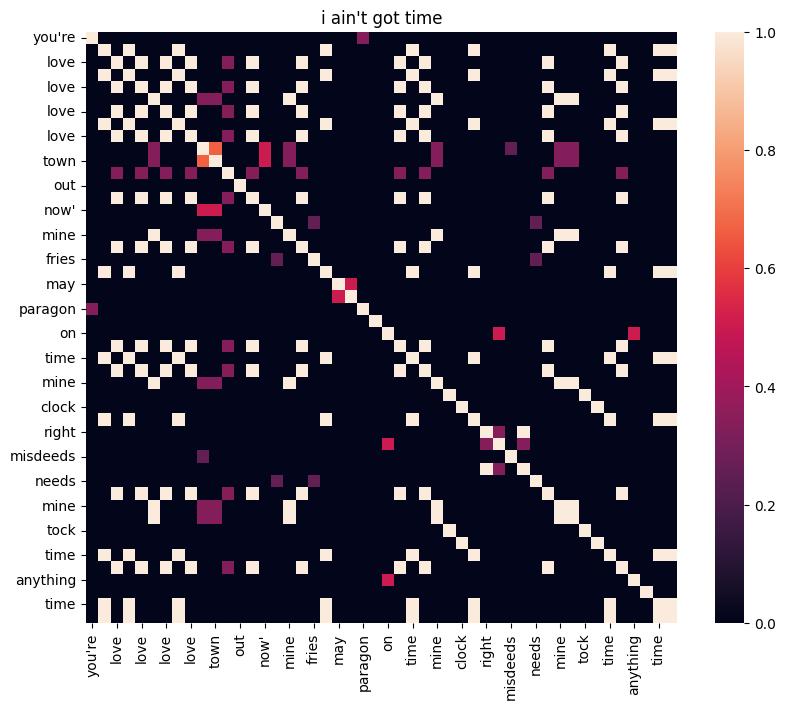 i ain't got time
you're
love
love
love
love
town
out
now'
mine
fries
may
paragon
on
time
mine
clock
right
misdeeds
needs
mine
tock
time
anything
time
you're
love
love
love
love
town
out
now'
mine
fries
may
paragon
on
time
mine
clock
right
misdeeds
needs
mine
tock
time
anything
time
1.0
0.8
0.6
0.4
0.2
0.0